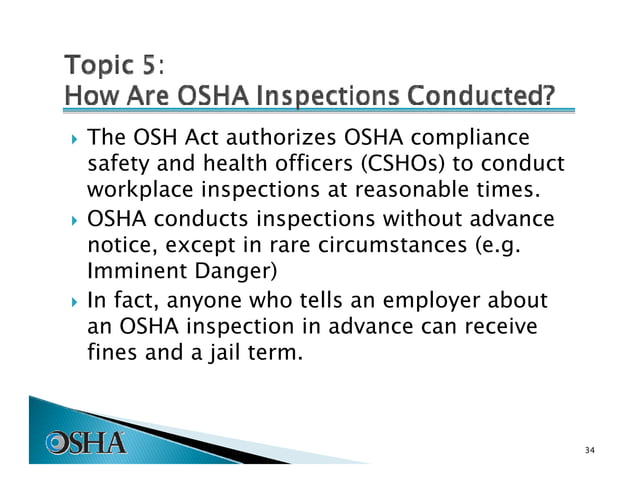 Topic 5:
How Are OSHA Inspections Conducted?
The OSH Act authorizes OSHA compliance
safety and health officers (CSHOs) to conduct
workplace inspections at reasonable times.
OSHA conducts inspections without advance
notice, except in rare circumstances (e.g.
Imminent Danger)
In fact, anyone who tells an employer about
an OSHA inspection in advance can receive
fines and a jail term.
OSHA
34